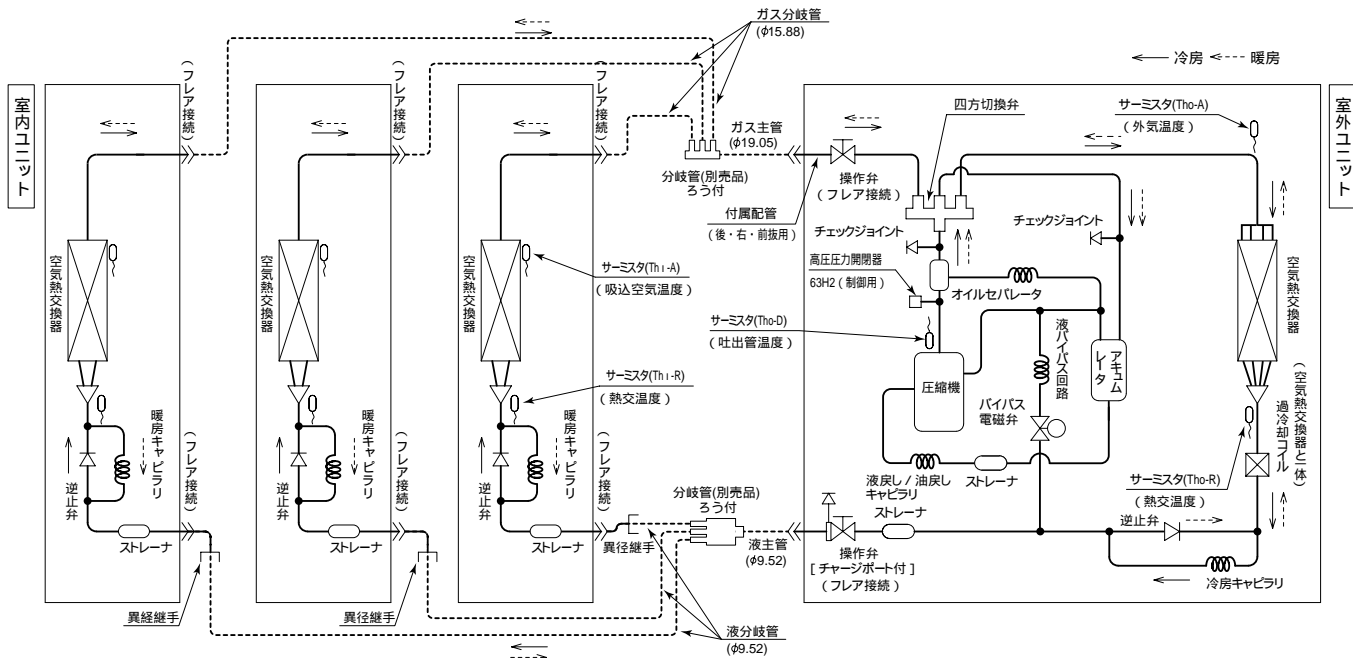 ガス分岐管
(φ15.88)
冷房
暖房
室内ユニット
(フレア接続)
(フレア接続)
(フレア接続)
ガス主管
(φ19.05)
四方切換弁
サーミスタ(Tho-A)
(外気温度)
室外ユニット
分岐管(別売品)
ろう付
操作弁
(フレア接続)
付属配管
(後・右・前抜用)
チェックジョイント
チェックジョイント
高圧圧力開閉器
63H2(制御用)
オイルセパレータ
サーミスタ(Tho-D)
(吐出管温度)
空気熱交換器
空気熱交換器
空気熱交換器
サーミスタ(Thı-A)
(吸込空気温度)
サーミスタ(Thı-R)
(熱交温度)
空気熱交換器
圧縮機
液バイパス回路
アキュム
レータ
バイパス
電磁弁
過冷却コイル
(空気熱交換器と一体)
暖房キャピラリ
暖房キャピラリ
暖房キャピラリ
(フレア接続)
(フレア接続)
(フレア接続)
逆止弁
逆止弁
逆止弁
液戻し/油戻し
キャピラリ
ストレーナ
サーミスタ(Tho-R)
(熱交温度)
分岐管(別売品)
ろう付
ストレーナ
逆止弁
ストレーナ
ストレーナ
ストレーナ
異径継手
液主管
(φ9.52)
操作弁
[チャージポート付]
(フレア接続)
冷房キャピラリ
異経継手
異径継手
液分岐管
(φ9.52)